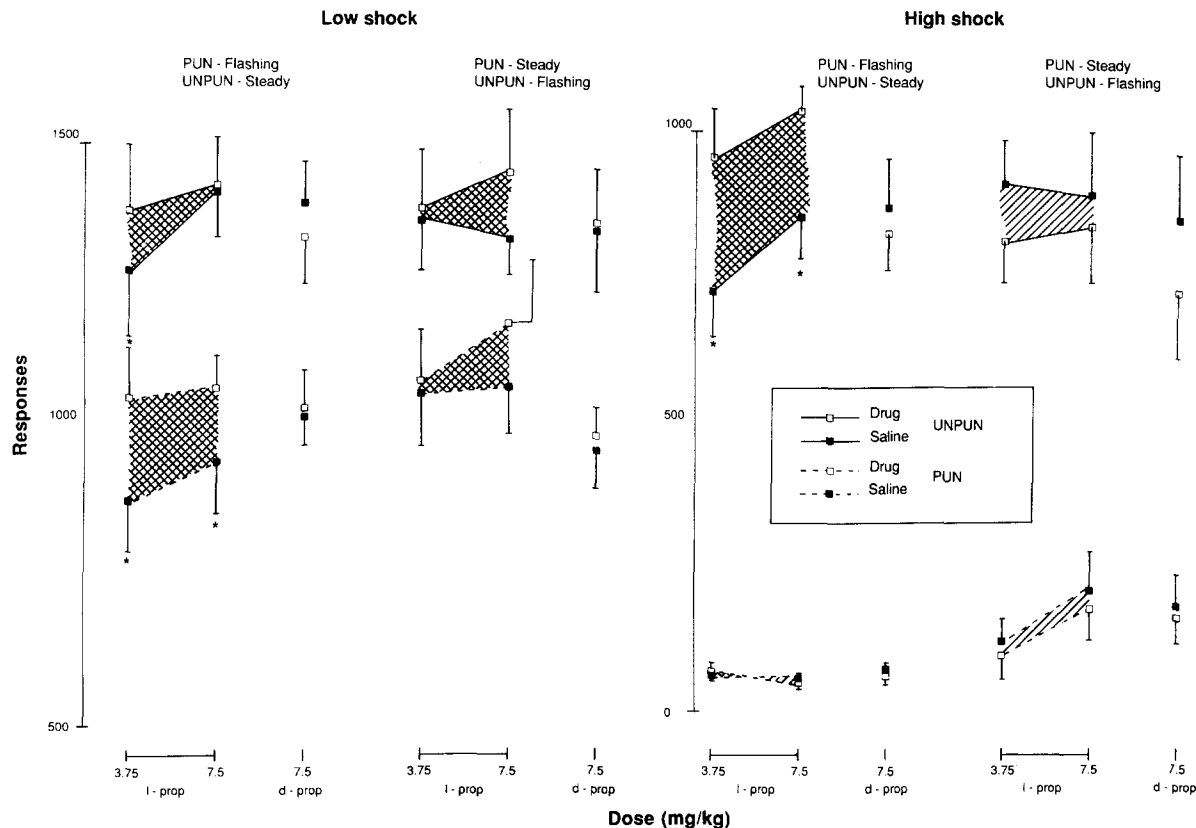 Low shock
High shock
PUN - Flashing
UNPUN - Steady
PUN - Steady
UNPUN - Flashing
PUN - Flashing
UNPUN - Steady
PUN - Steady
UNPUN - Flashing
Responses
1500
1000
500
1000
500
0
*
*
*
*
*
Drug
Saline
UNPUN
Drug
Saline
PUN
3.75
7.5
7.5
3.75
7.5
7.5
3.75
7.5
7.5
3.75
7.5
7.5
l - prop
d - prop
l - prop
d - prop
l - prop
d - prop
l - prop
d - prop
Dose (mg/kg)